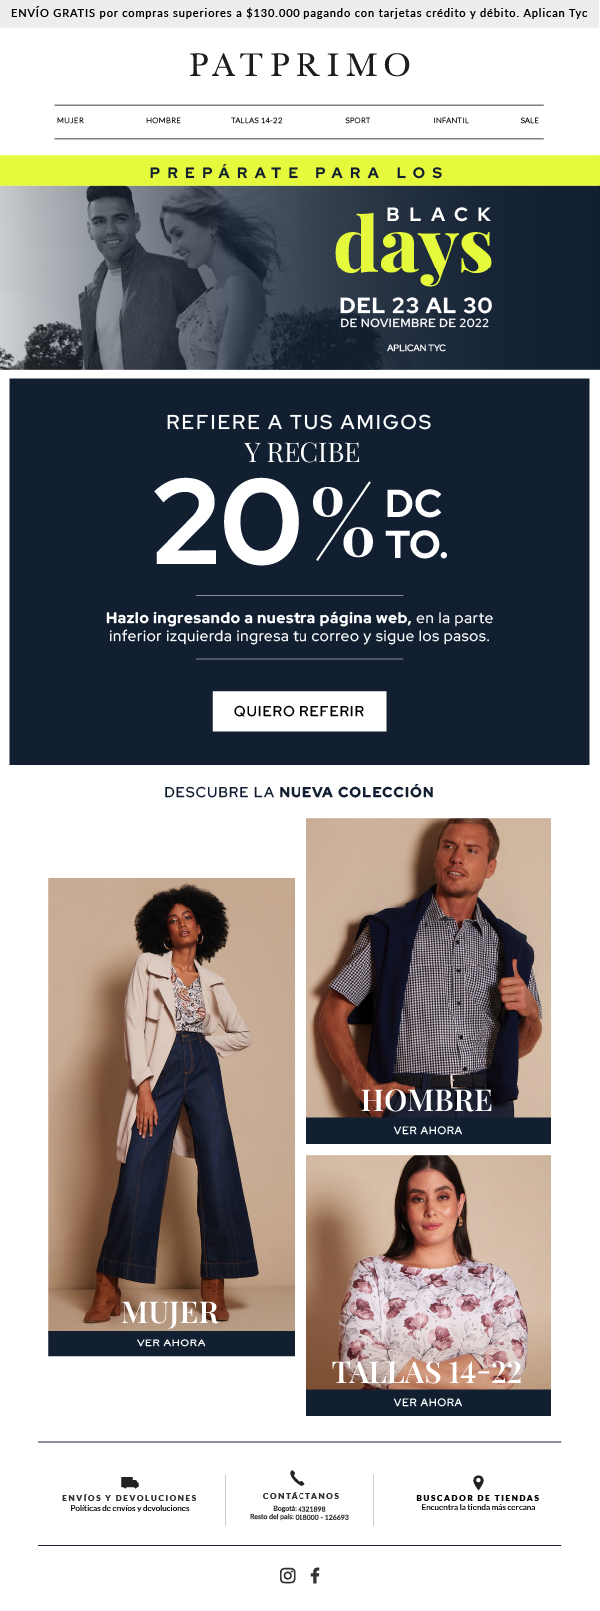 ENVÍO GRATIS por compras superiores a $130.000 pagando con tarjetas crédito y débito. Aplican Tyc
PATPRIMO
MUJER HOMBRE TALLAS 14-22 SPORT INFANTIL SALE
PREPÁRATE PARA LOS
BLACK
days
DEL 23 AL 30
DE NOVIEMBRE DE 2022
APLICAN TYC
REFIERE A TUS AMIGOS
Y RECIBE
20% DC
TO.
Hazlo ingresando a nuestra página web, en la parte
inferior izquierda ingresa tu correo y sigue los pasos.
QUIERO REFERIR
DESCUBRE LA NUEVA COLECCIÓN
HOMBRE
VER AHORA
MUJER
VER AHORA
TALLAS 14-22
VER AHORA
ENVÍOS Y DEVOLUCIONES
Políticas de envíos y devoluciones
CONTÁCTANOS
Bogotá: 4321898
Resto del país: 018000 - 126693
BUSCADOR DE TIENDAS
Encuentra la tienda más cercana